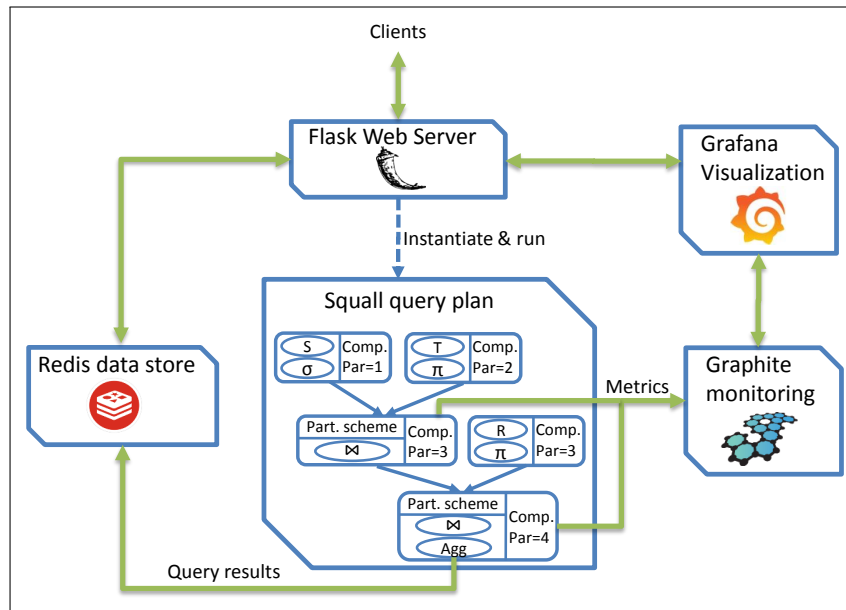 Clients
Flask Web Server
Grafana
Visualization
Instantiate & run
Squall query plan
S
σ
Comp.
Par=1
T
π
Comp.
Par=2
Redis data store
Graphite
monitoring
Metrics
Part. scheme
⋈
Comp.
Par=3
R
π
Comp.
Par=3
Part. scheme
⋈
Agg
Comp.
Par=4
Query results